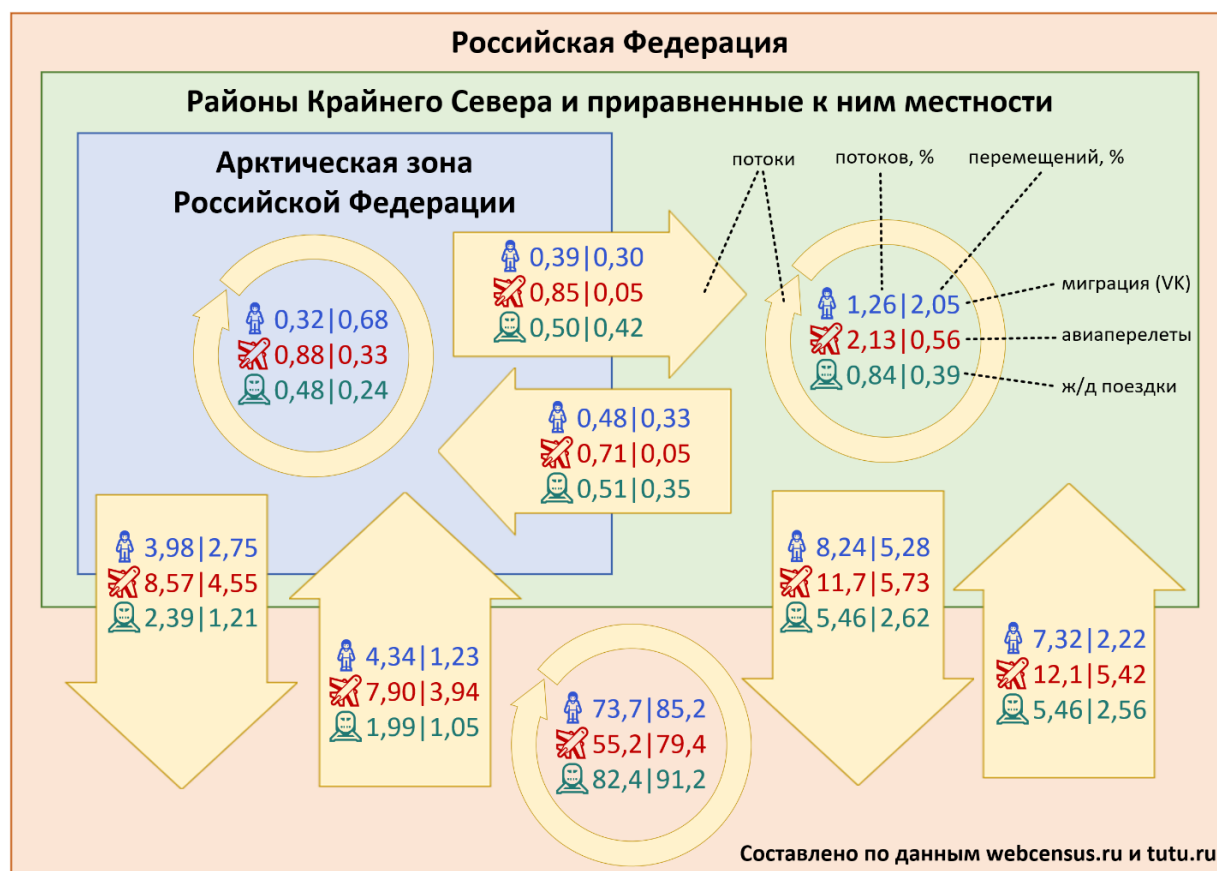 Российская Федерация
Районы Крайнего Севера и приравненные к ним местности
Арктическая зона
Российской Федерации
потоки
потоков, %
перемещений, %
0,39|0,30
0,85|0,05
0,50|0,42
1,26|2,05
2,13|0,56
0,84|0,39
миграция (VK)
авиаперелеты
ж/д поездки
0,32|0,68
0,88|0,33
0,48|0,24
0,48|0,33
0,71|0,05
0,51|0,35
3,98|2,75
8,57|4,55
2,39|1,21
4,34|1,23
7,90|3,94
1,99|1,05
73,7|85,2
55,2|79,4
82,4|91,2
8,24|5,28
11,7|5,73
5,46|2,62
7,32|2,22
12,1|5,42
5,46|2,56
Составлено по данным webcensus.ru и tutu.ru